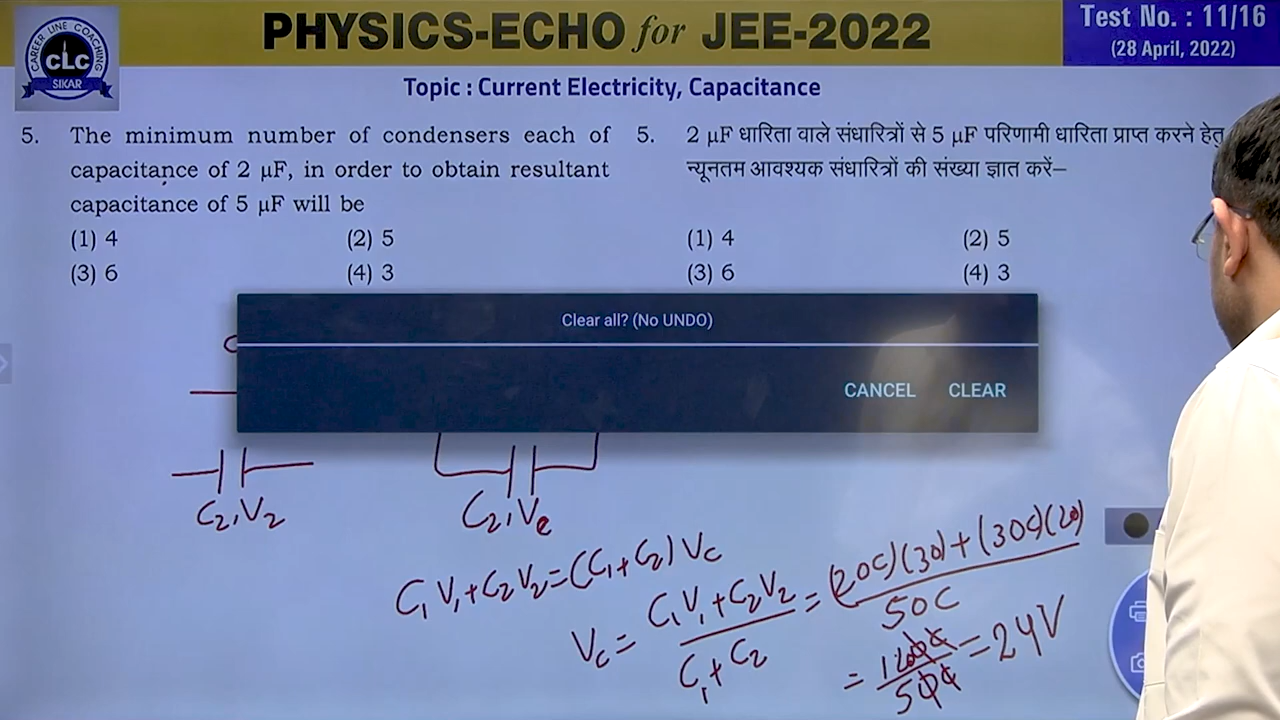 CAREER LINE COACHING
CLC
SIKAR
PHYSICS-ECHO for JEE-2022
Test No. : 11/16
(28 April, 2022)
Topic : Current Electricity, Capacitance
5. The minimum number of condensers each of
capacitance of 2 μF, in order to obtain resultant
capacitance of 5 μF will be
(1) 4 (2) 5
(3) 6 (4) 3
5. 2 μF धारिता वाले संधारित्रों से 5 μF परिणामी धारिता प्राप्त करने हेतु
न्यूनतम आवश्यक संधारित्रों की संख्या ज्ञात करें–
(1) 4 (2) 5
(3) 6 (4) 3
Clear all? (No UNDO)
CANCEL CLEAR
C₂,V₂
C₂,Vc
C₁V₁+C₂V₂=(C₁+C₂)Vc
Vc = C₁V₁+C₂V₂ / C₁+C₂ = (20C)(30)+(30C)(20) / 50C
= 1200C / 50C = 24V